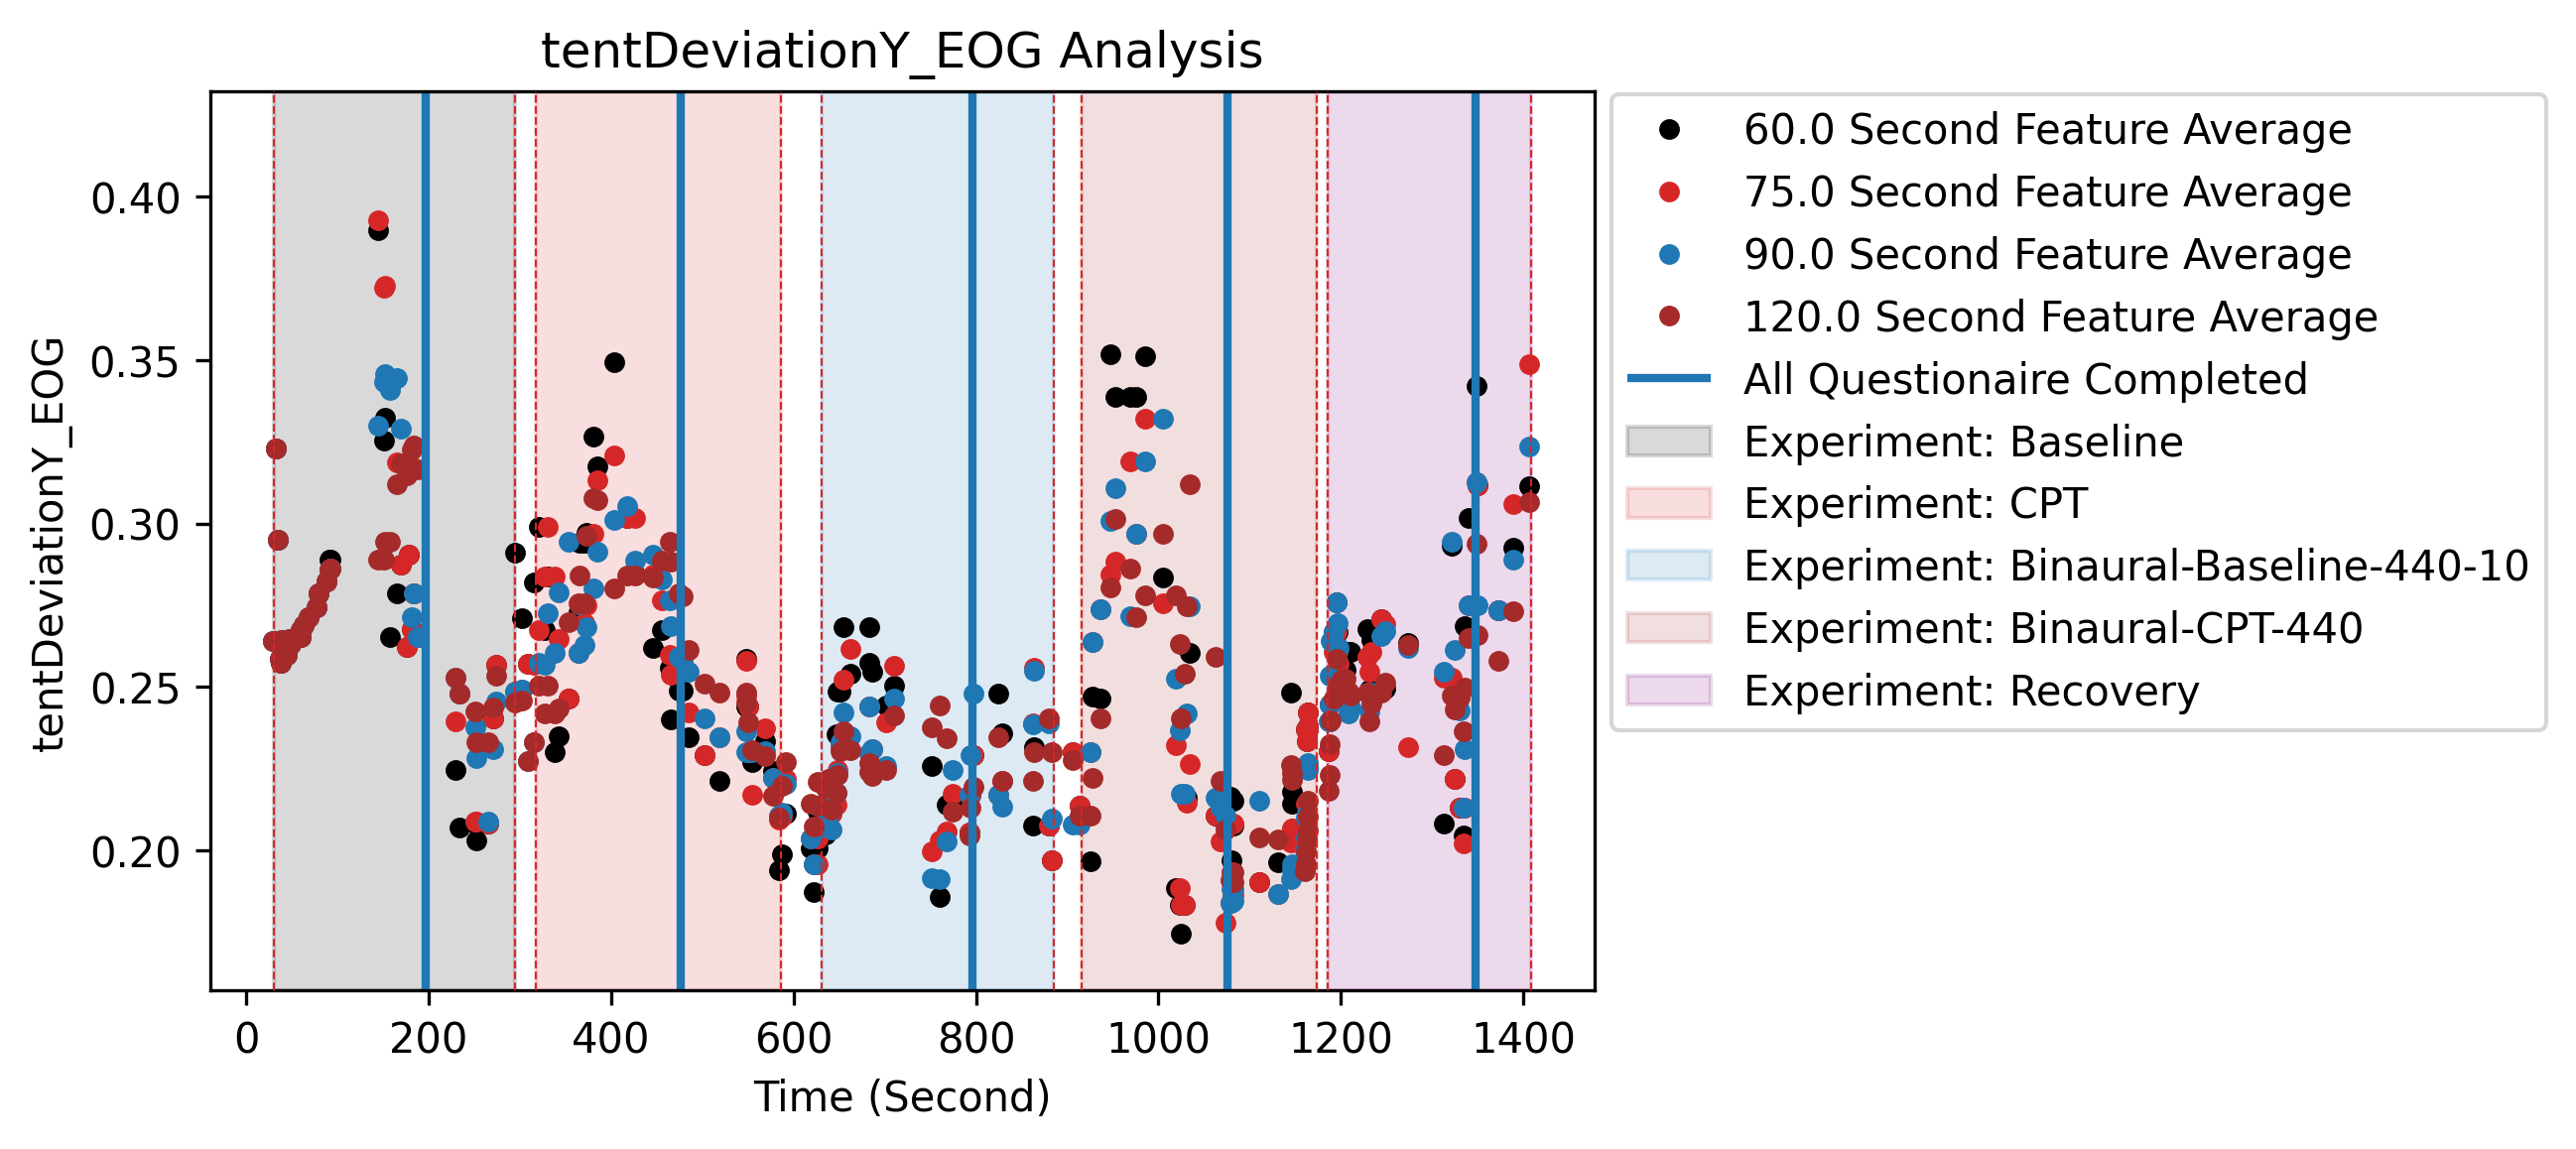 tentDeviationY_EOG Analysis
tentDeviationY_EOG
0.40
0.35
0.30
0.25
0.20
0
200
400
600
800
1000
1200
1400
Time (Second)
60.0 Second Feature Average
75.0 Second Feature Average
90.0 Second Feature Average
120.0 Second Feature Average
All Questionaire Completed
Experiment: Baseline
Experiment: CPT
Experiment: Binaural-Baseline-440-10
Experiment: Binaural-CPT-440
Experiment: Recovery